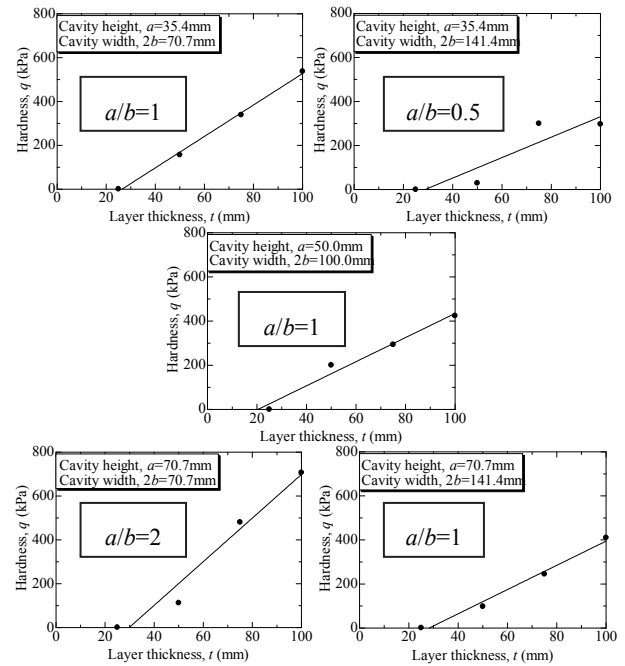 Cavity height, a=35.4mm
Cavity width, 2b=70.7mm
a/b=1
Hardness, q (kPa)
800
600
400
200
0
0 20 40 60 80 100
Layer thickness, t (mm)
Cavity height, a=35.4mm
Cavity width, 2b=141.4mm
a/b=0.5
Hardness, q (kPa)
800
600
400
200
0
0 20 40 60 80 100
Layer thickness, t (mm)
Cavity height, a=50.0mm
Cavity width, 2b=100.0mm
a/b=1
Hardness, q (kPa)
800
600
400
200
0
0 20 40 60 80 100
Layer thickness, t (mm)
Cavity height, a=70.7mm
Cavity width, 2b=70.7mm
a/b=2
Hardness, q (kPa)
800
600
400
200
0
0 20 40 60 80 100
Layer thickness, t (mm)
Cavity height, a=70.7mm
Cavity width, 2b=141.4mm
a/b=1
Hardness, q (kPa)
800
600
400
200
0
0 20 40 60 80 100
Layer thickness, t (mm)